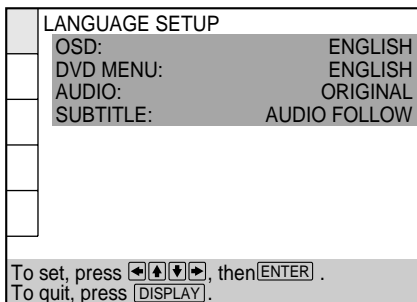 LANGUAGE SETUP
OSD: ENGLISH
DVD MENU: ENGLISH
AUDIO: ORIGINAL
SUBTITLE: AUDIO FOLLOW
To set, press ←↑↓→, then ENTER .
To quit, press DISPLAY.